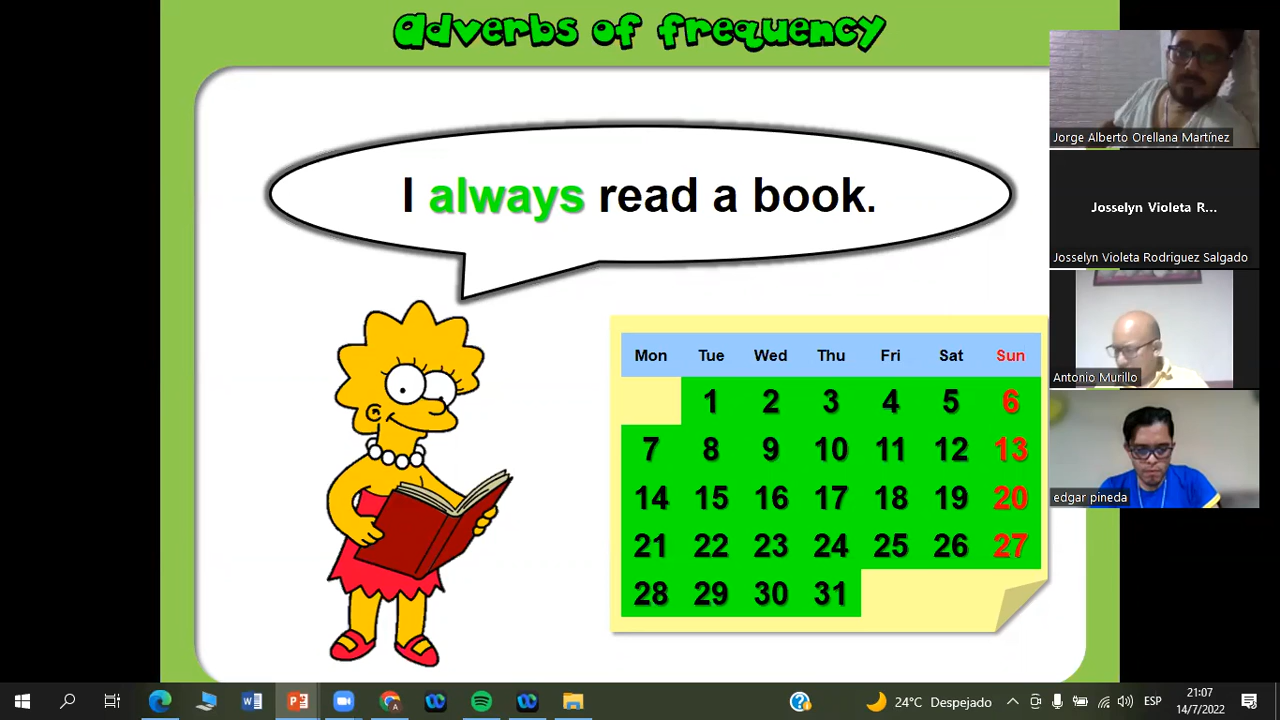 Adverbs of frequency
I always read a book.
Mon Tue Wed Thu Fri Sat Sun
1 2 3 4 5 6
7 8 9 10 11 12 13
14 15 16 17 18 19 20
21 22 23 24 25 26 27
28 29 30 31
Jorge Alberto Orellana Martínez
Josselyn Violeta R...
Josselyn Violeta Rodriguez Salgado
Antonio Murillo
edgar pineda
24°C Despejado
ESP
21:07
14/7/2022